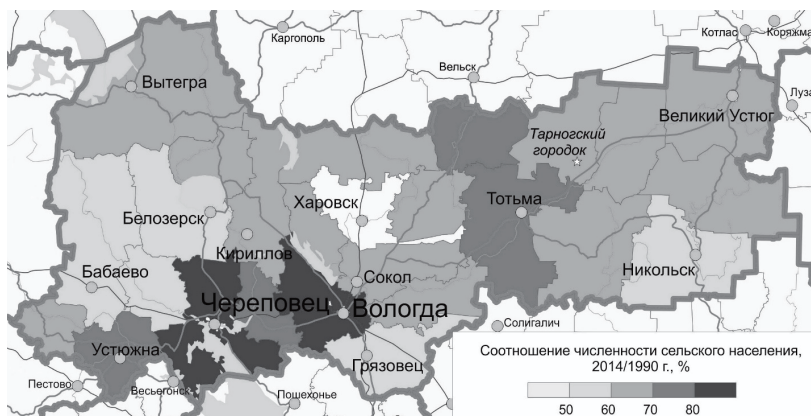 Каргополь
Котлас
Коряжма
Вельск
Вытегра
Луза
Великий Устюг
Тарногский
городок
Тотьма
Белозерск
Харовск
Кириллов
Бабаево
Сокол
Никольск
Череповец
Вологда
Солигалич
Устюжна
Грязовец
Пестово
Весьегонск
Пошехонье
Соотношение численности сельского населения,
2014/1990 г., %
50 60 70 80